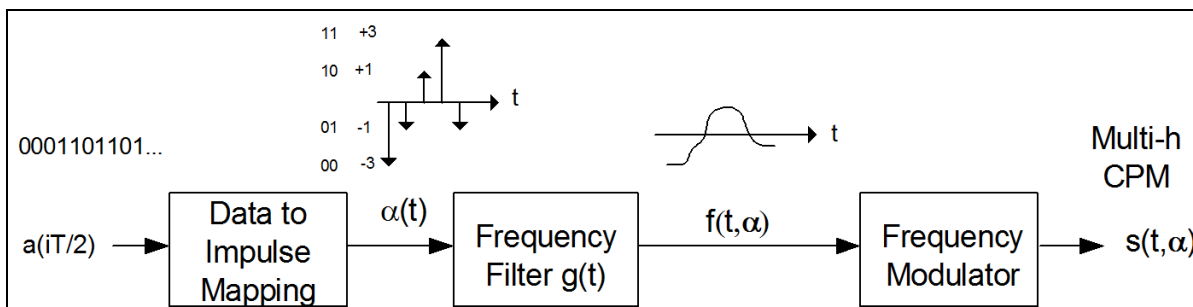 11 +3
10 +1
t
01 -1
00 -3
0001101101...
t
Multi-h
CPM
a(iT/2)
Data to
Impulse
Mapping
α(t)
Frequency
Filter g(t)
f(t,α)
Frequency
Modulator
s(t,α)